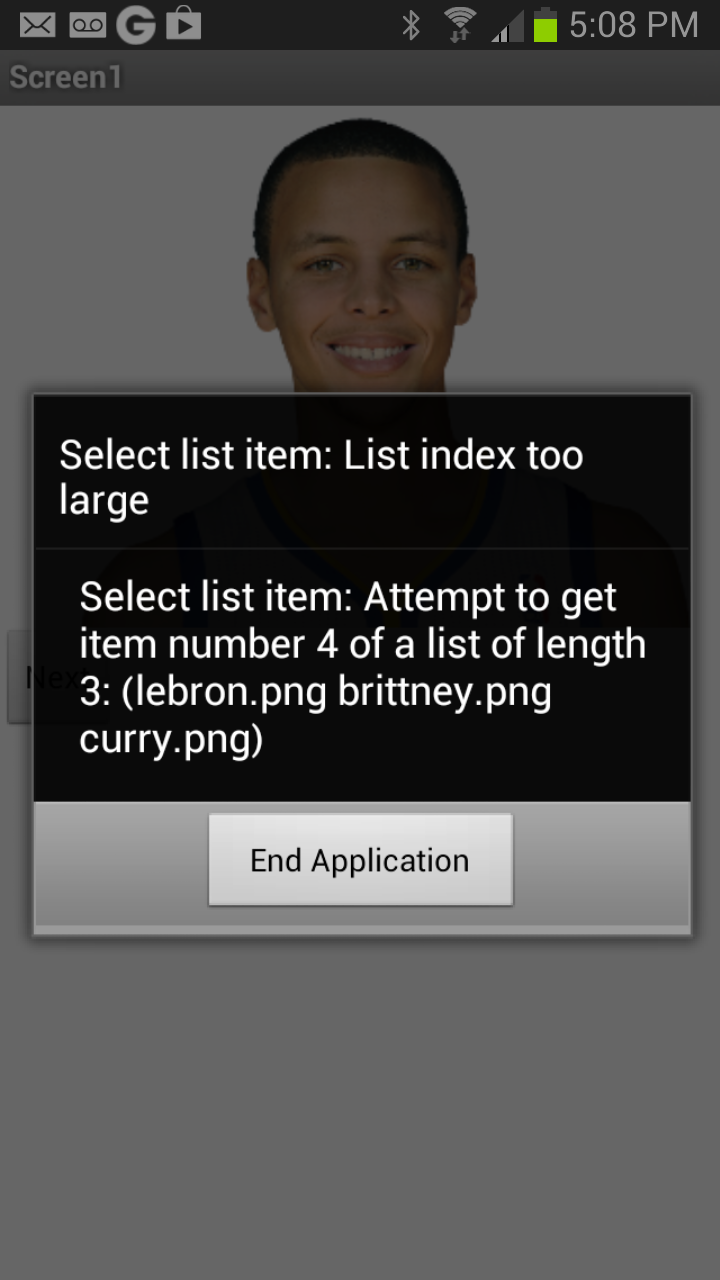 5:08 PM
Screen1
Select list item: List index too
large
Select list item: Attempt to get
item number 4 of a list of length
3: (lebron.png brittney.png
curry.png)
Next
End Application